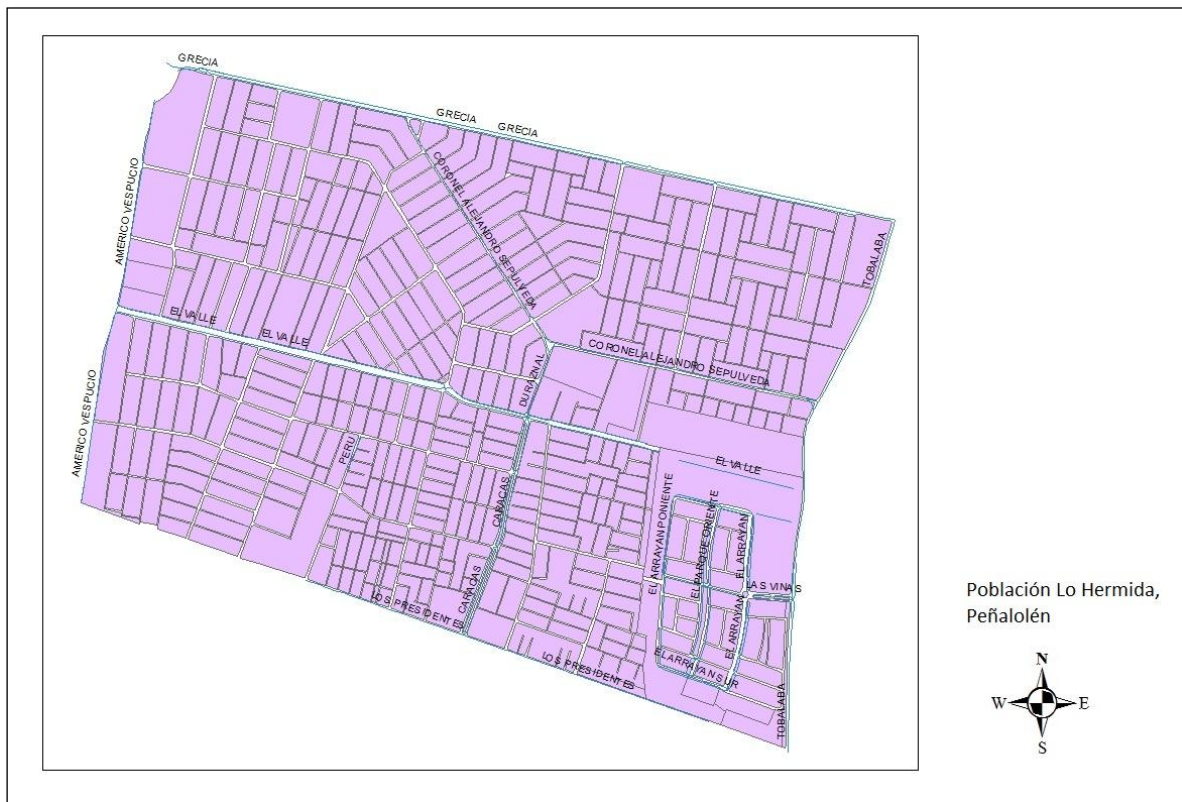 GRECIA
GRECIA
GRECIA
AMERICO VESPUCIO
CORONEL ALEJANDRO SEPULVEDA
TOBALABA
EL VALLE
EL VALLE
CORONEL ALEJANDRO SEPULVEDA
DURAZNAL
AMERICO VESPUCIO
PERU
EL VALLE
CARACAS
EL ARRAYAN PONIENTE
EL PARQUE ORIENTE
EL ARRAYAN
LAS VINAS
CARACAS
LOS PRESIDENTES
EL ARRAYAN
LOS PRESIDENTES
EL ARRAYAN SUR
TOBALABA
Población Lo Hermida,
Peñalolén
N
W E
S